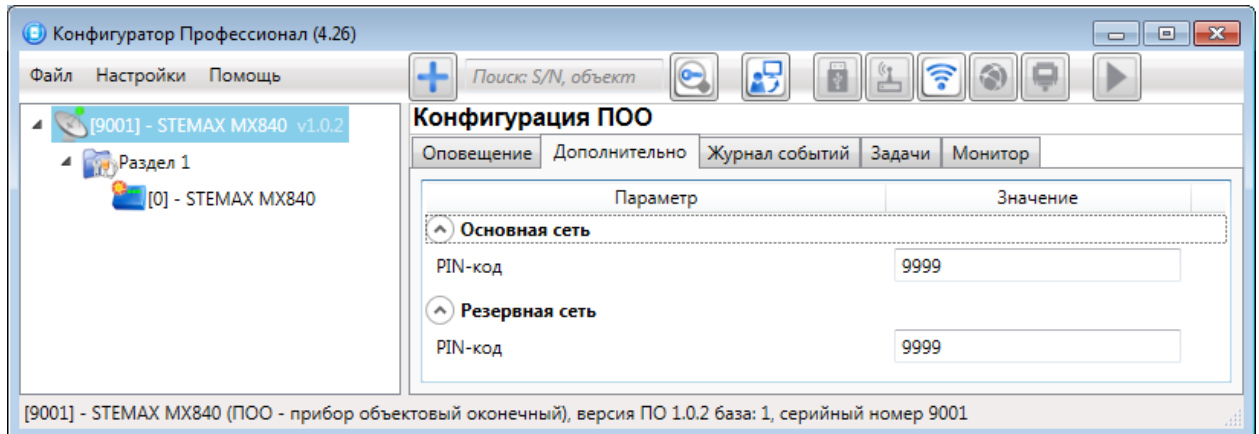 Конфигуратор Профессионал (4.26)
Файл Настройки Помощь
Поиск: S/N, объект
[9001] - STEMAX MX840 v1.0.2
Раздел 1
[0] - STEMAX MX840
Конфигурация ПОО
Оповещение Дополнительно Журнал событий Задачи Монитор
Параметр Значение
Основная сеть
PIN-код 9999
Резервная сеть
PIN-код 9999
[9001] - STEMAX MX840 (ПОО - прибор объектовый оконечный), версия ПО 1.0.2 база: 1, серийный номер 9001